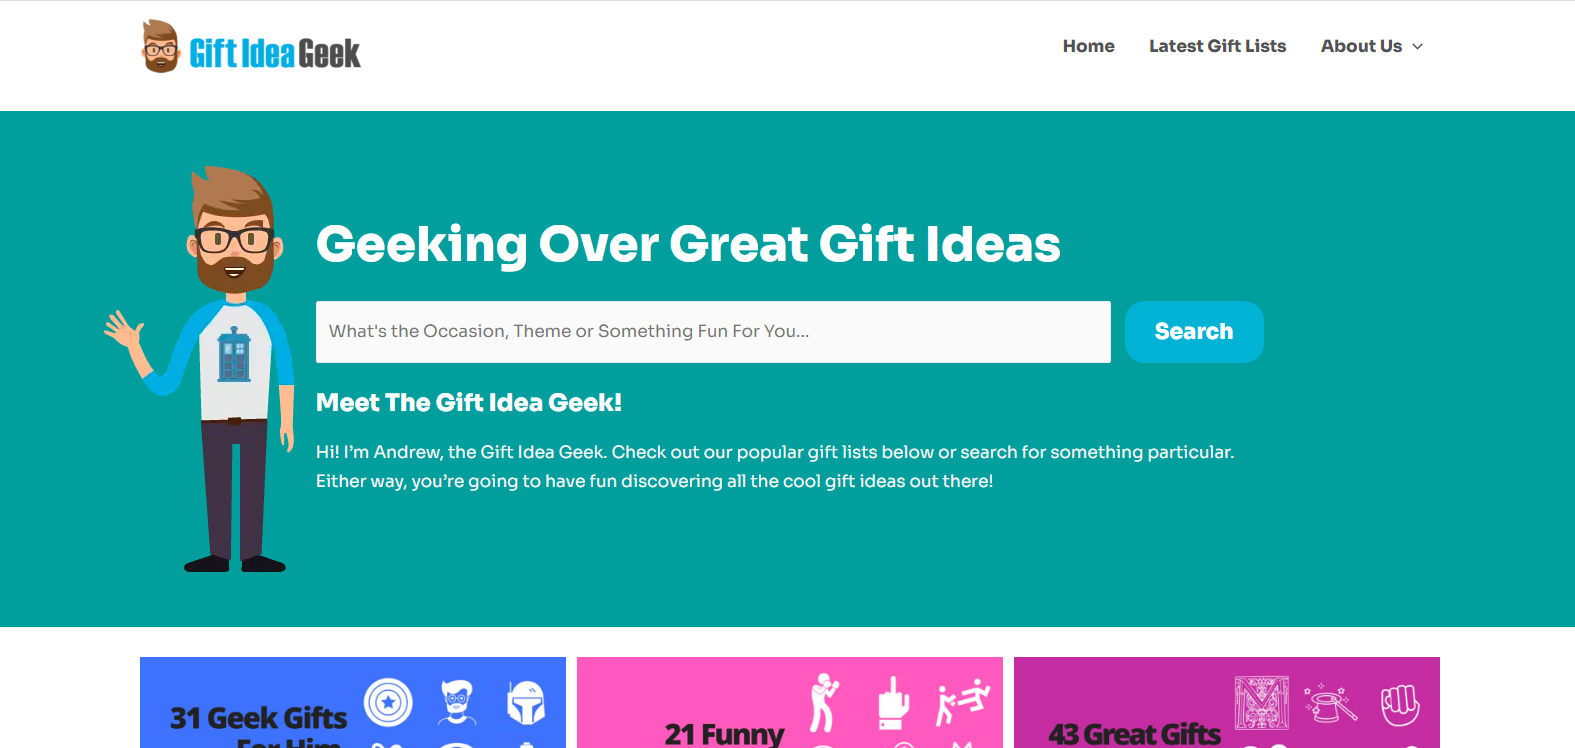 Gift Idea Geek
Home
Latest Gift Lists
About Us
Geeking Over Great Gift Ideas
What's the Occasion, Theme or Something Fun For You...
Search
Meet The Gift Idea Geek!
Hi! I'm Andrew, the Gift Idea Geek. Check out our popular gift lists below or search for something particular.
Either way, you're going to have fun discovering all the cool gift ideas out there!
31 Geek Gifts
For Him
21 Funny
43 Great Gifts